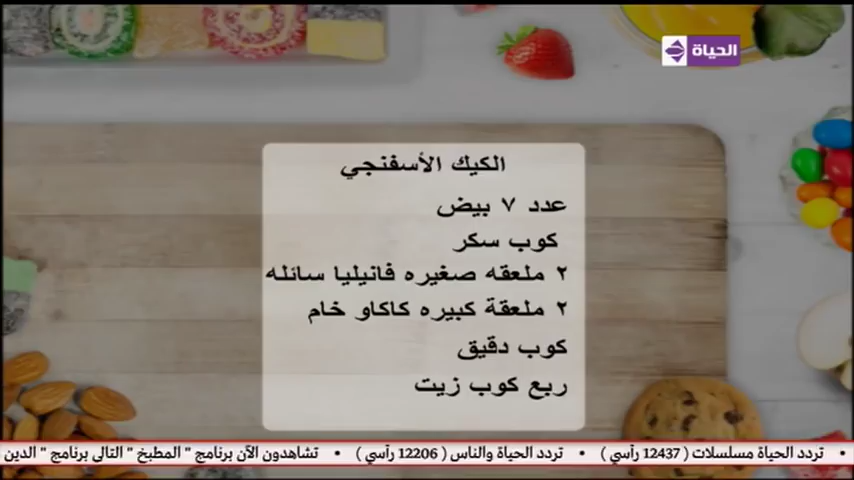 الحياة
الكيك الأسفنجي
عدد ٧ بيض
كوب سكر
٢ ملعقه صغيره فانيليا سائله
٢ ملعقة كبيره كاكاو خام
كوب دقيق
ربع كوب زيت
تردد الحياة مسلسلات ( 12437 رآسي ) • تردد الحياة والناس ( 12206 رآسي ) • تشاهدون الآن برنامج " المطبخ " التالى برنامج " الدين